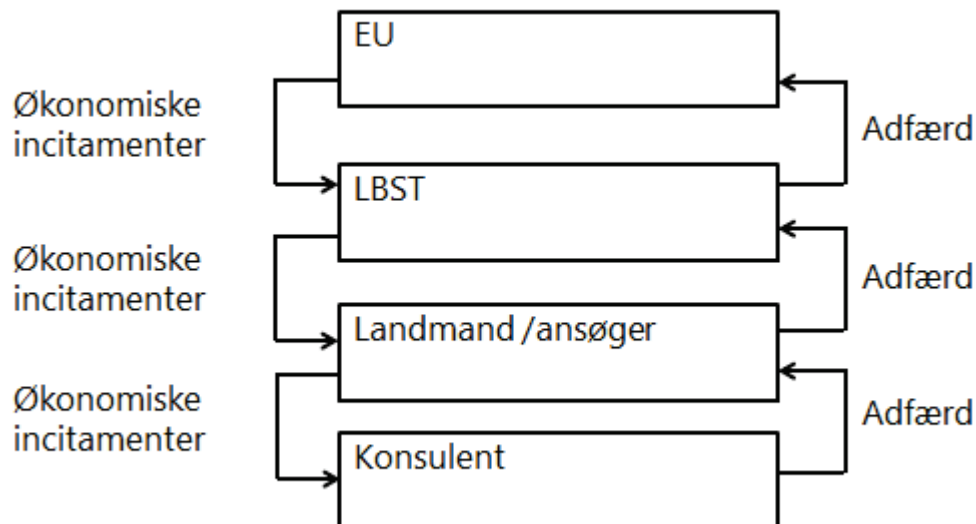 EU
Økonomiske
incitamenter
Adfærd
LBST
Økonomiske
incitamenter
Adfærd
Landmand /ansøger
Økonomiske
incitamenter
Adfærd
Konsulent